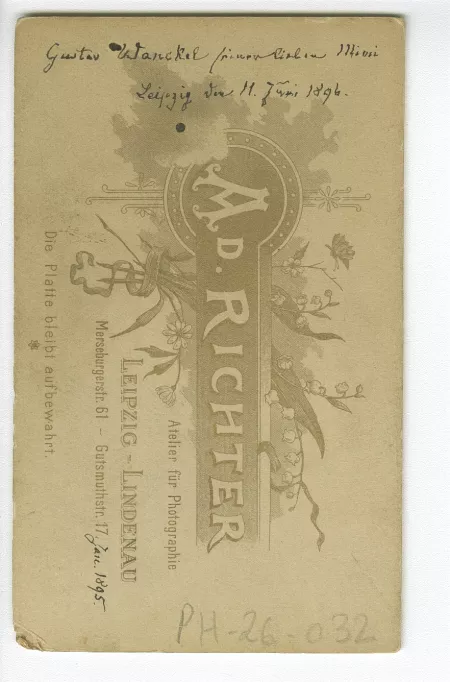 Gustav Wanckel seiner lieben Mimi
Leipzig den 11. Juni 1896.
AD. RICHTER
Atelier für Photographie
LEIPZIG - LINDENAU
Merseburgerstr. 61 - Gutsmuthstr. 17.
Jan. 1895.
Die Platte bleibt aufbewahrt.
PH-26-032